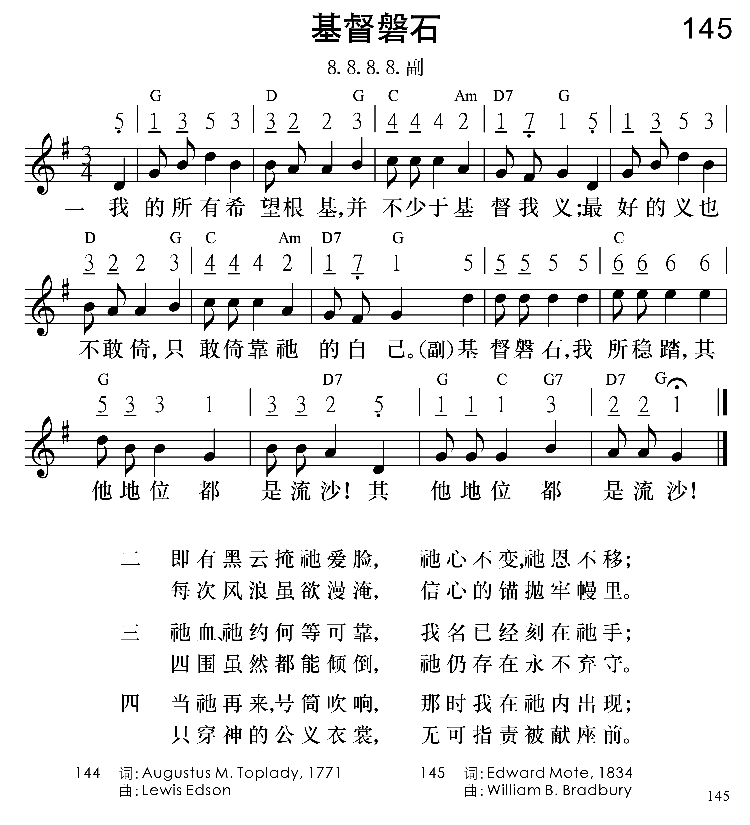 基督磐石 145
8. 8. 8. 8. 副
G D G C Am D7 G
5 1 3 5 3 3 2 2 3 4 4 4 2 1 7 1 5 1 3 5 3
3 4
一 我的所有希望根基,并不少于基督我义;最好的义也
D G C Am D7 G C
3 2 2 3 4 4 4 2 1 7 1 5 5 5 5 5 6 6 6 6
不敢倚,只敢倚靠祂的自己。(副)基督磐石,我所稳踏,其
G D7 G C G7 D7 G
5 3 3 1 3 3 2 5 1 1 1 3 2 2 1
他地位都是流沙!其他地位都是流沙!
二 即有黑云掩祂爱脸, 祂心不变,祂恩不移;
每次风浪虽欲漫淹, 信心的锚抛牢幔里。
三 祂血、祂约何等可靠, 我名已经刻在祂手;
四围虽然都能倾倒, 祂仍存在永不弃守。
四 当祂再来,号筒吹响, 那时我在祂内出现;
只穿神的公义衣裳, 无可指责被献座前。
144 词:Augustus M. Toplady, 1771 145 词:Edward Mote, 1834
曲:Lewis Edson 曲:William B. Bradbury
145